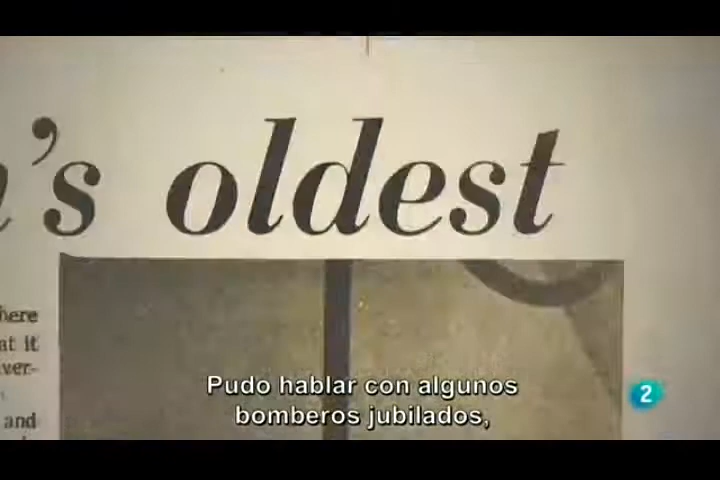 's oldest
here
at it
ver-
and
Pudo hablar con algunos
bomberos jubilados,
2